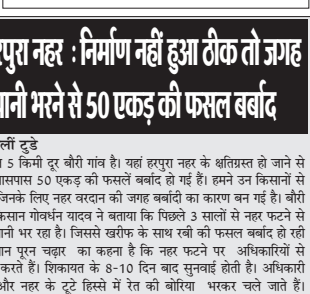 रपुरा नहर : निर्माण नहीं हुआ ठीक तो जगह
पानी भरने से 50 एकड़ की फसल बर्बाद
लीं टुडे
5 किमी दूर बौरी गांव है। यहां हरपुरा नहर के क्षतिग्रस्त हो जाने से
सपास 50 एकड़ की फसलें बर्बाद हो गई हैं। हमने उन किसानों से
जिनके लिए नहर वरदान की जगह बर्बादी का कारण बन गई है। बौरी
कसान गोवर्धन यादव ने बताया कि पिछले 3 सालों से नहर फटने से
पानी भर रहा है। जिससे खरीफ के साथ रबी की फसल बर्बाद हो रही
पूरन चढ़ार का कहना है कि नहर फटने पर अधिकारियों से
करते हैं। शिकायत के 8-10 दिन बाद सुनवाई होती है। अधिकारी
और नहर के टूटे हिस्से में रेत की बोरिया भरकर चले जाते हैं।